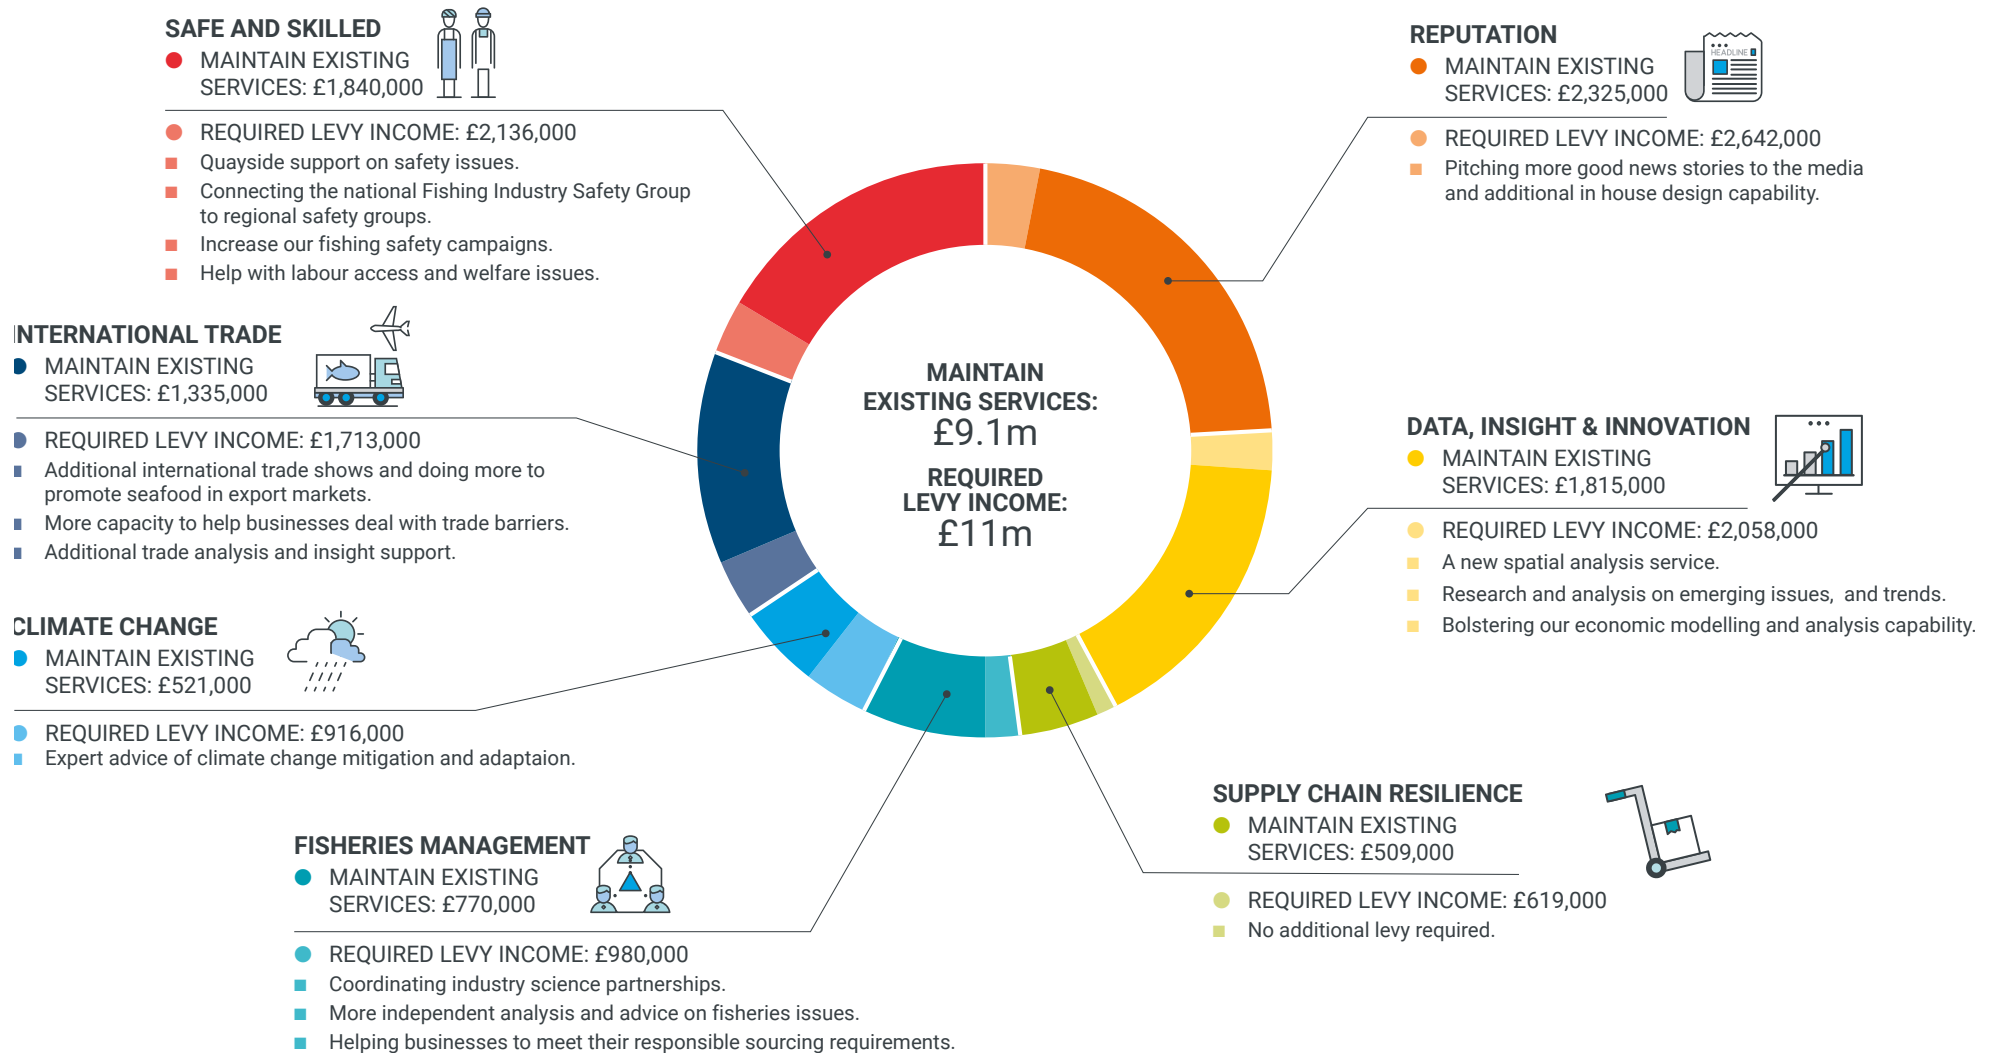 SAFE AND SKILLED
MAINTAIN EXISTING
SERVICES: £1,840,000
REQUIRED LEVY INCOME: £2,136,000
Quayside support on safety issues.
Connecting the national Fishing Industry Safety Group
to regional safety groups.
Increase our fishing safety campaigns.
Help with labour access and welfare issues.
INTERNATIONAL TRADE
MAINTAIN EXISTING
SERVICES: £1,335,000
REQUIRED LEVY INCOME: £1,713,000
Additional international trade shows and doing more to
promote seafood in export markets.
More capacity to help businesses deal with trade barriers.
Additional trade analysis and insight support.
CLIMATE CHANGE
MAINTAIN EXISTING
SERVICES: £521,000
REQUIRED LEVY INCOME: £916,000
Expert advice of climate change mitigation and adaptaion.
FISHERIES MANAGEMENT
MAINTAIN EXISTING
SERVICES: £770,000
REQUIRED LEVY INCOME: £980,000
Coordinating industry science partnerships.
More independent analysis and advice on fisheries issues.
Helping businesses to meet their responsible sourcing requirements.
MAINTAIN
EXISTING SERVICES:
£9.1m
REQUIRED
LEVY INCOME:
£11m
REPUTATION
MAINTAIN EXISTING
SERVICES: £2,325,000
HEADLINE
REQUIRED LEVY INCOME: £2,642,000
Pitching more good news stories to the media
and additional in house design capability.
DATA, INSIGHT & INNOVATION
MAINTAIN EXISTING
SERVICES: £1,815,000
REQUIRED LEVY INCOME: £2,058,000
A new spatial analysis service.
Research and analysis on emerging issues, and trends.
Bolstering our economic modelling and analysis capability.
SUPPLY CHAIN RESILIENCE
MAINTAIN EXISTING
SERVICES: £509,000
REQUIRED LEVY INCOME: £619,000
No additional levy required.